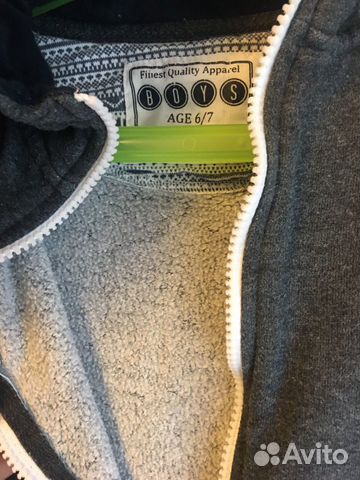 Finest Quality Apparel
BOYS
AGE 6/7
Avito